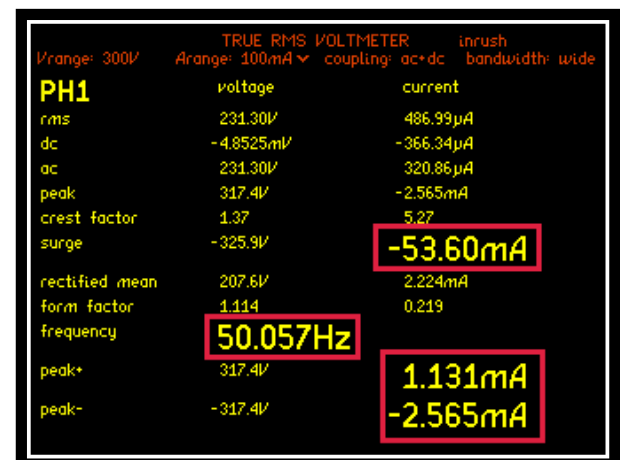 TRUE RMS VOLTMETER inrush
Vrange: 300V Arange: 100mA coupling: ac+dc bandwidth: wide
PH1 voltage current
rms 231.30V 486.99µA
dc -4.8525mV -366.34µA
ac 231.30V 320.86µA
peak 317.4V -2.565mA
crest factor 1.37 5.27
surge -325.9V -53.60mA
rectified mean 207.6V 2.224mA
form factor 1.114 0.219
frequency 50.057Hz
peak+ 317.4V 1.131mA
peak- -317.4V -2.565mA